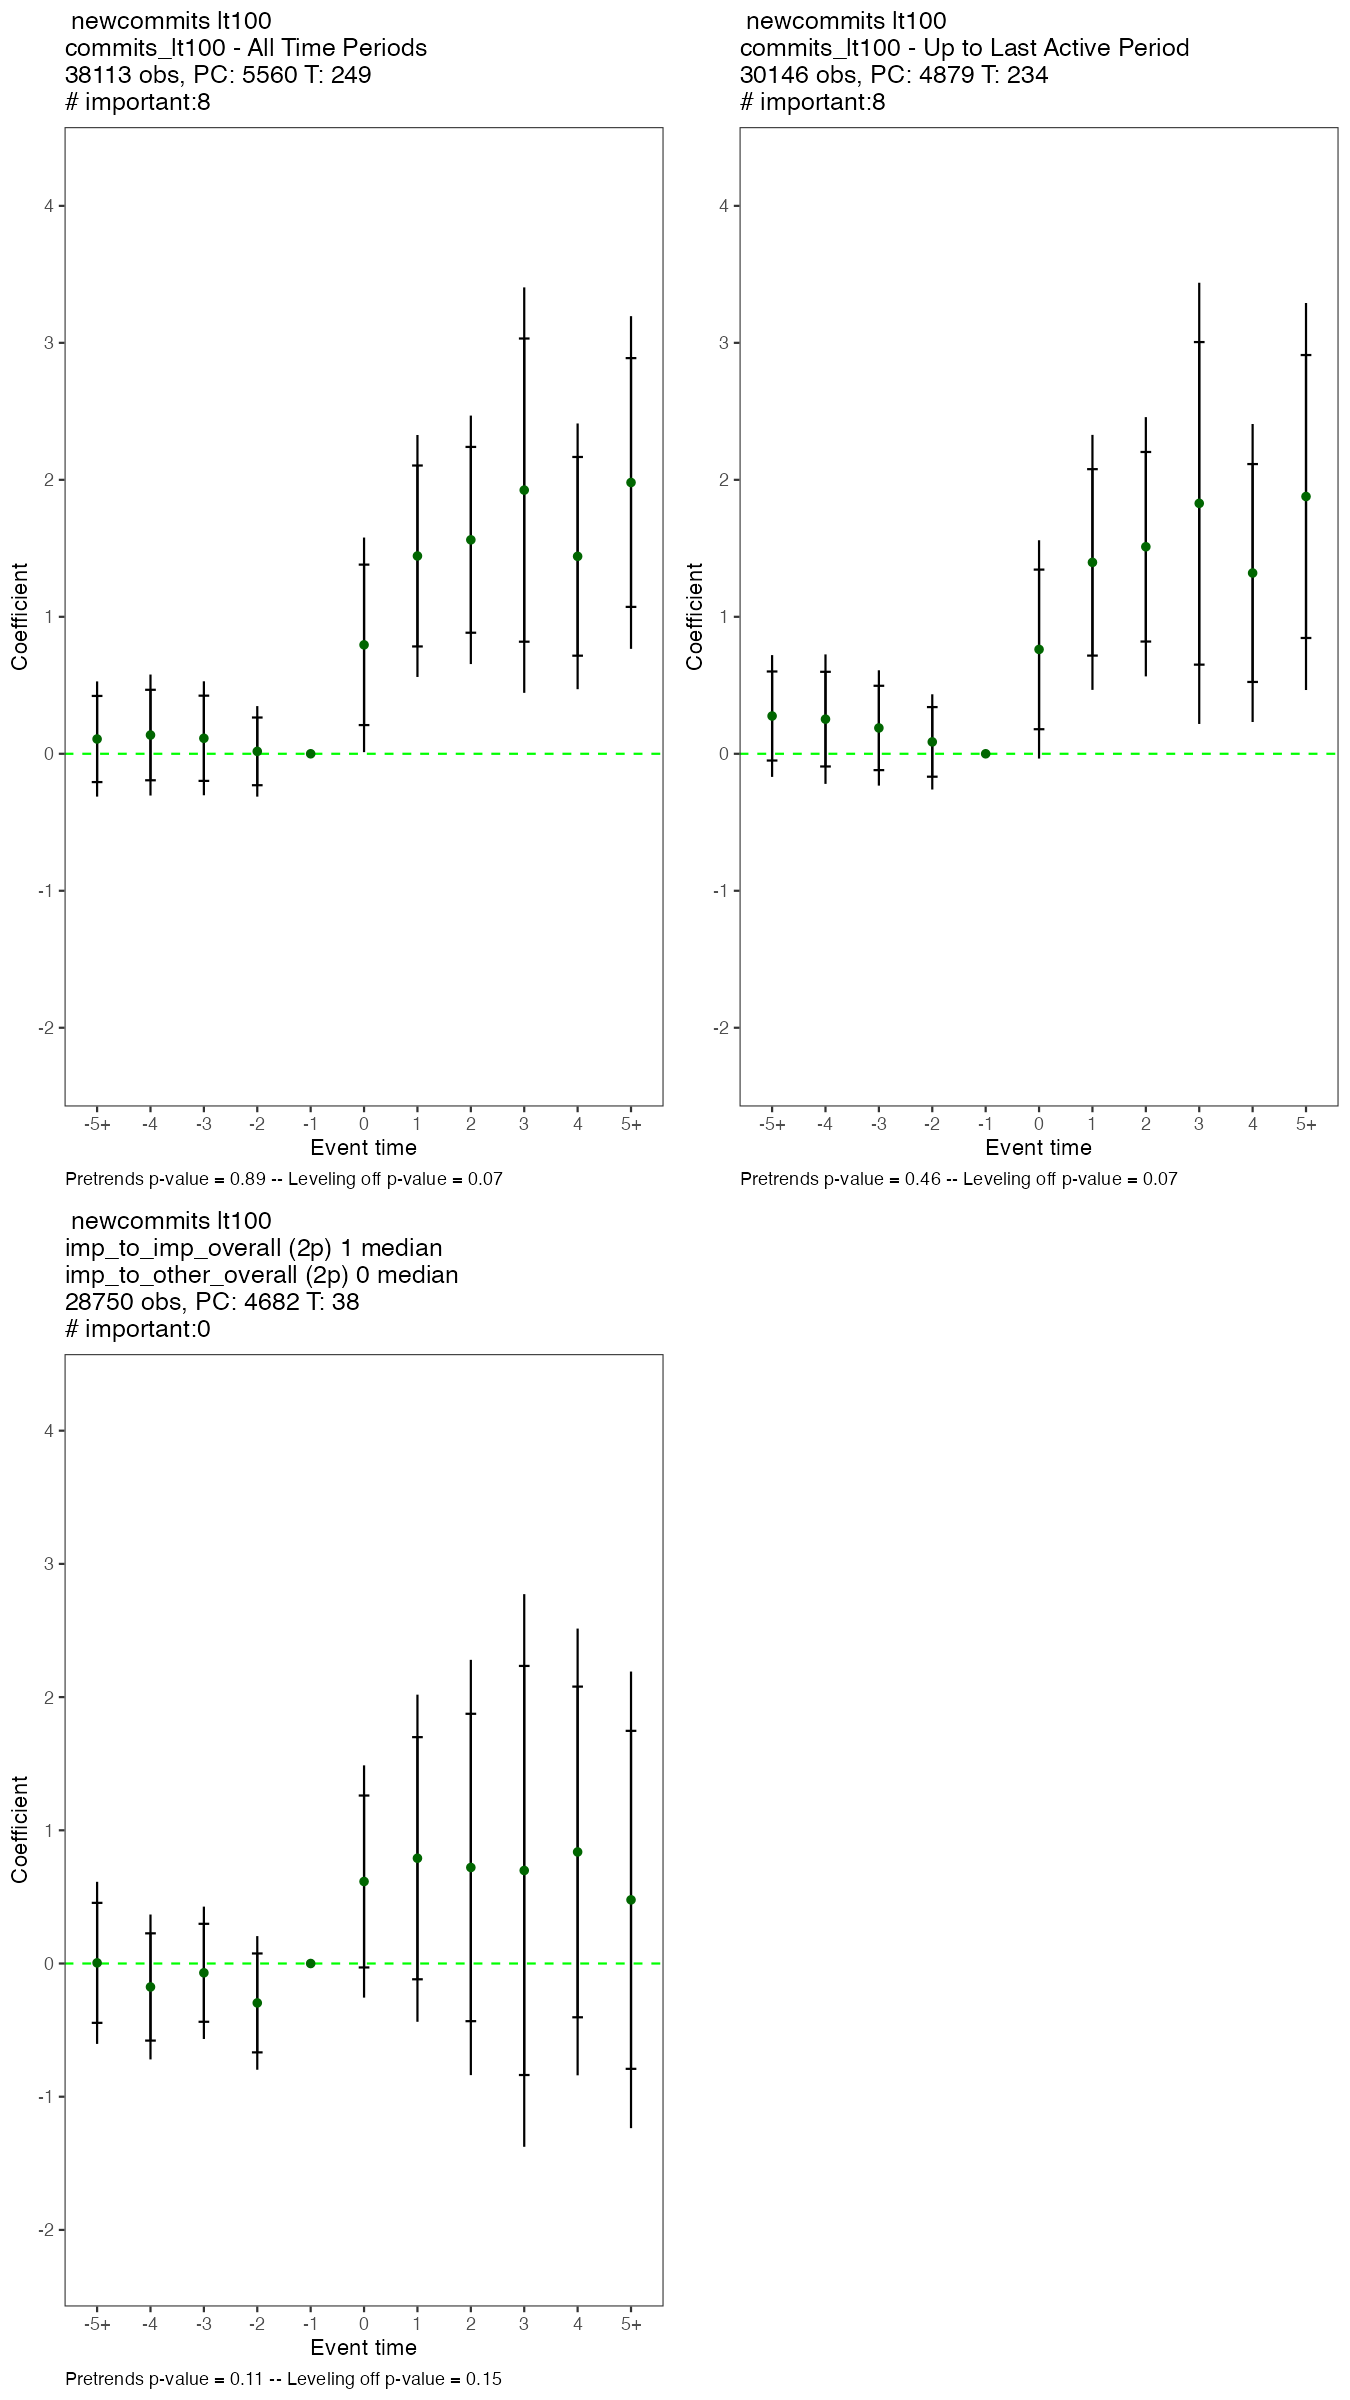 newcommits lt100
commits_lt100 - All Time Periods
38113 obs, PC: 5560 T: 249
# important:8
4
3
2
1
0
-1
-2
Coefficient
-5+ -4 -3 -2 -1 0 1 2 3 4 5+
Event time
Pretrends p-value = 0.89 -- Leveling off p-value = 0.07
newcommits lt100
commits_lt100 - Up to Last Active Period
30146 obs, PC: 4879 T: 234
# important:8
4
3
2
1
0
-1
-2
Coefficient
-5+ -4 -3 -2 -1 0 1 2 3 4 5+
Event time
Pretrends p-value = 0.46 -- Leveling off p-value = 0.07
newcommits lt100
imp_to_imp_overall (2p) 1 median
imp_to_other_overall (2p) 0 median
28750 obs, PC: 4682 T: 38
# important:0
4
3
2
1
0
-1
-2
Coefficient
-5+ -4 -3 -2 -1 0 1 2 3 4 5+
Event time
Pretrends p-value = 0.11 -- Leveling off p-value = 0.15